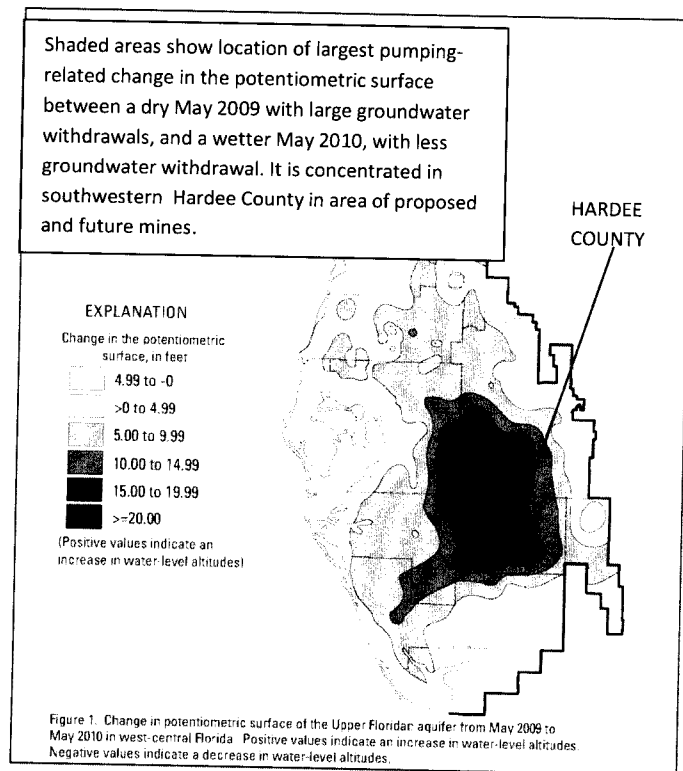 Shaded areas show location of largest pumping-
related change in the potentiometric surface
between a dry May 2009 with large groundwater
withdrawals, and a wetter May 2010, with less
groundwater withdrawal. It is concentrated in
southwestern Hardee County in area of proposed
and future mines.
HARDEE
COUNTY
EXPLANATION
Change in the potentiometric
surface, in feet
4.99 to -0
>0 to 4.99
5.00 to 9.99
10.00 to 14.99
15.00 to 19.99
>=20.00
(Positive values indicate an
increase in water-level altitudes)
Figure 1. Change in potentiometric surface of the Upper Floridan aquifer from May 2009 to
May 2010 in west-central Florida Positive values indicate an increase in water-level altitudes.
Negative values indicate a decrease in water-level altitudes.